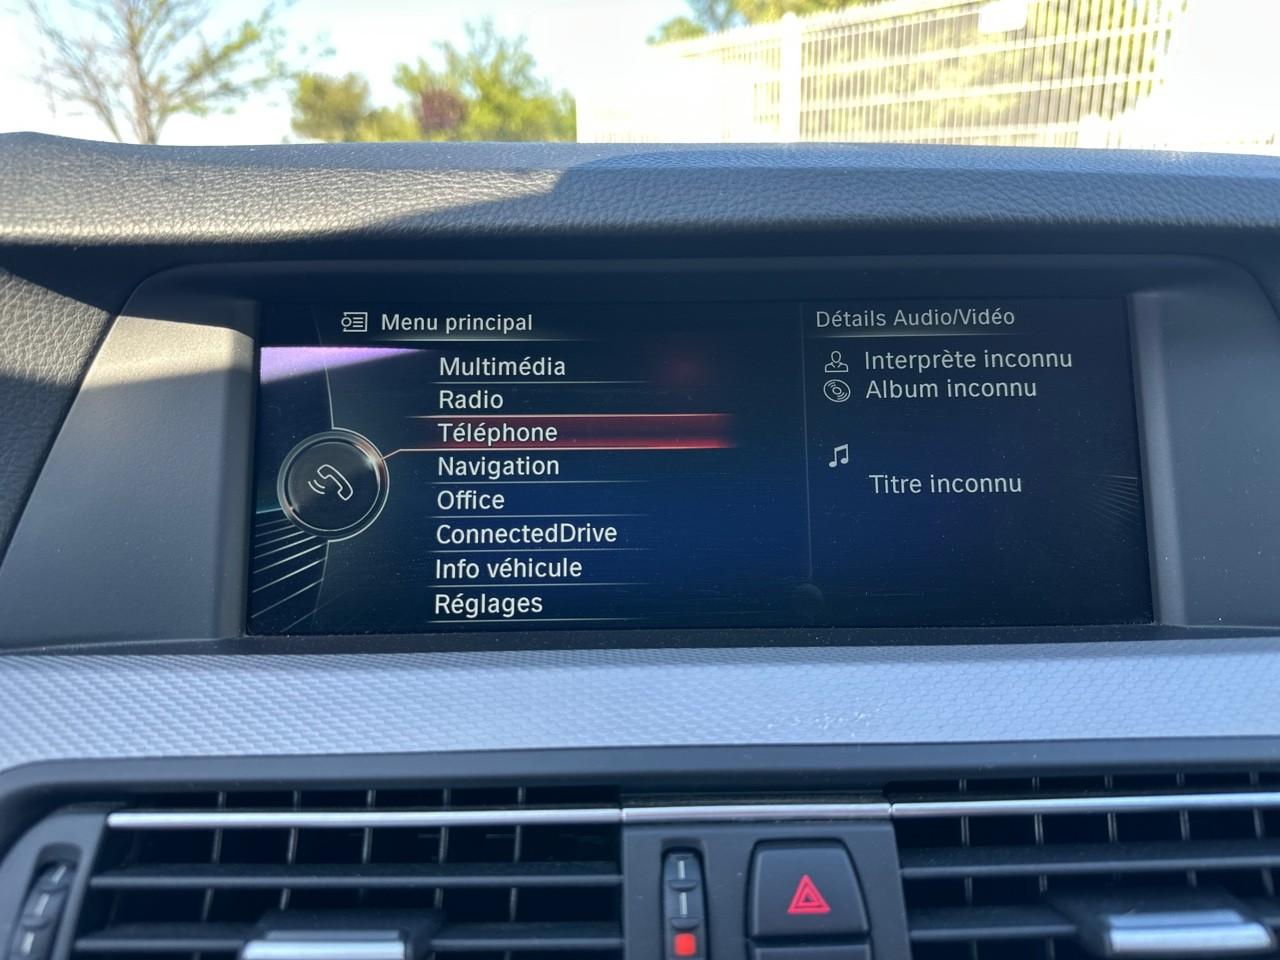 Menu principal
Multimédia
Radio
Téléphone
Navigation
Office
ConnectedDrive
Info véhicule
Réglages
Détails Audio/Vidéo
Interprète inconnu
Album inconnu
Titre inconnu